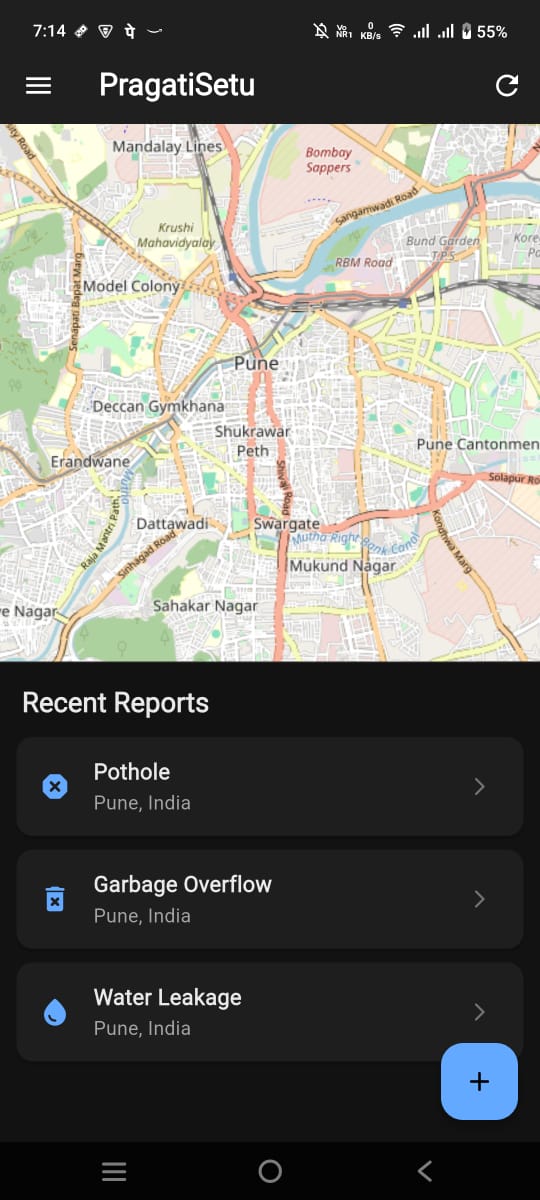 7:14
पे
Vo
NR1
0
KB/s
55%
PragatiSetu
Mandalay Lines
Bombay
Sappers
Sangamwadi Road
Krushi
Mahavidyalay
Bund Garden
T.P.S
RBM Road
Model Colony
Senapati Bapat Marg
Pune
Deccan Gymkhana
Shukrawar
Peth
Pune Cantonmen
Erandwane
Solapur Ro
Shivaji Road
Dattawadi
Swargate
Mutha Right Bank Canal
Raja Mantri Path
Sinhagad Road
Kondhwa Marg
Mukund Nagar
Sahakar Nagar
ve Nagar
Recent Reports
Pothole
Pune, India
Garbage Overflow
Pune, India
Water Leakage
Pune, India
+